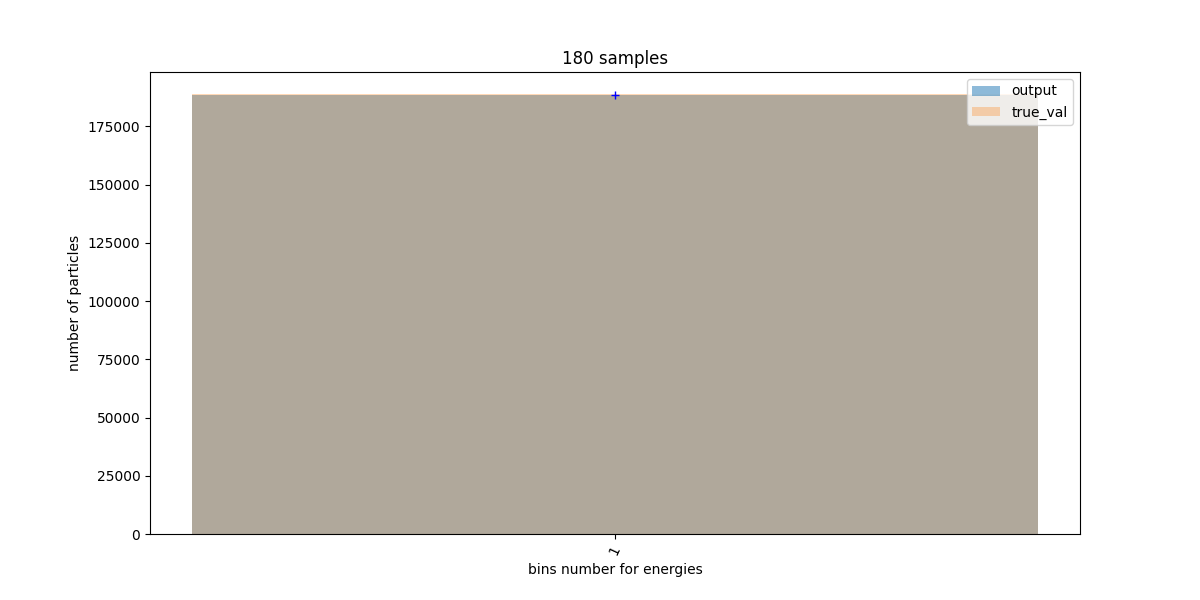 180 samples
output
true_val
175000
150000
125000
100000
75000
50000
25000
0
number of particles
1
bins number for energies